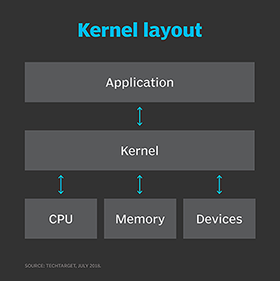 Kernel layout
Application
Kernel
CPU
Memory
Devices
SOURCE: TECHTARGET, JULY 2018.